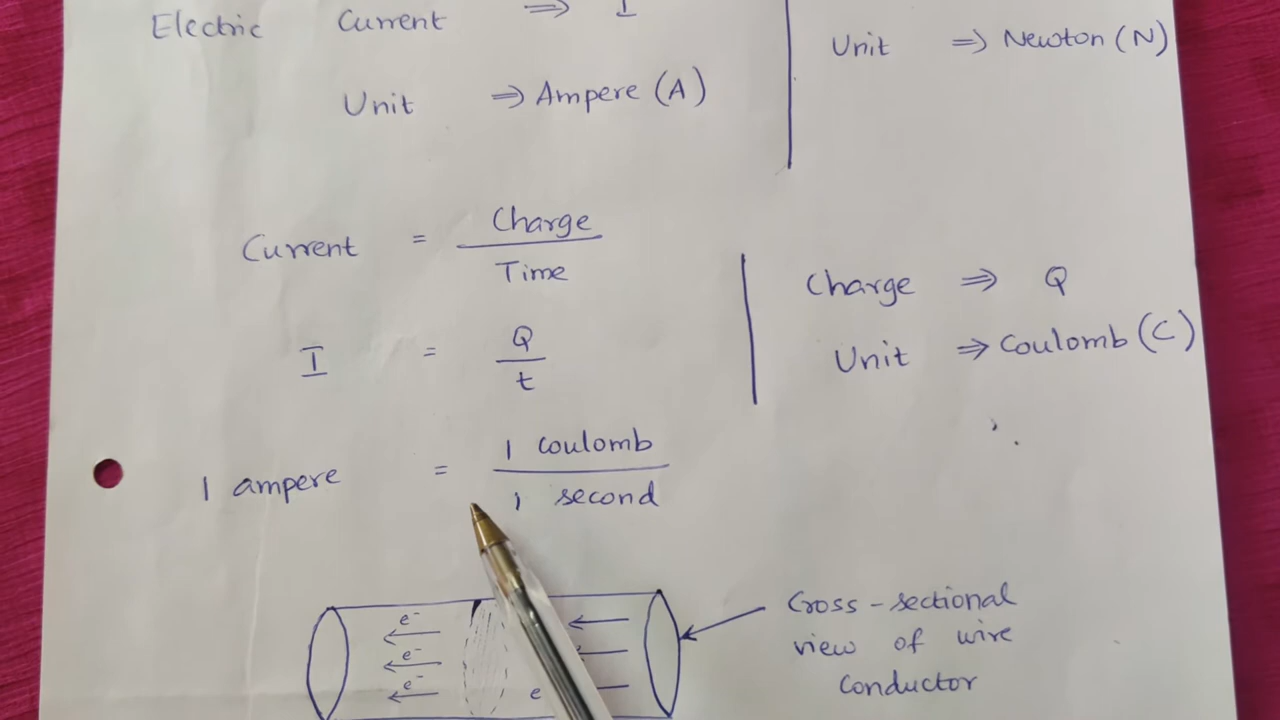 Electric Current ⇒ I
Unit ⇒ Ampere (A)
Unit ⇒ Newton (N)
Current = Charge / Time
I = Q / t
Charge ⇒ Q
Unit ⇒ Coulomb (C)
1 ampere = 1 coulomb / 1 second
e⁻
e⁻
e⁻
e
Cross-sectional
view of wire
conductor